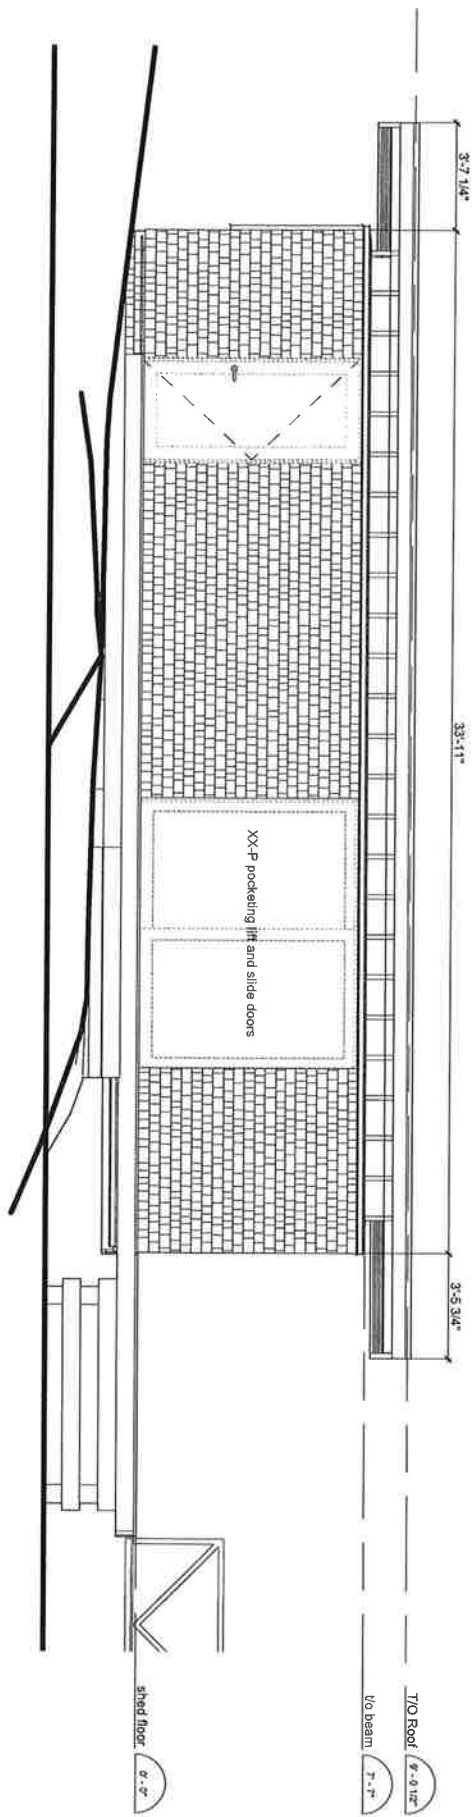 3'-7 1/4"
33'-11"
3'-5 3/4"
XX-P pocketing lift and slide doors
T/O Roof
9' - 0 1/2"
t/o beam
7' - 7"
shed floor
0' - 0"